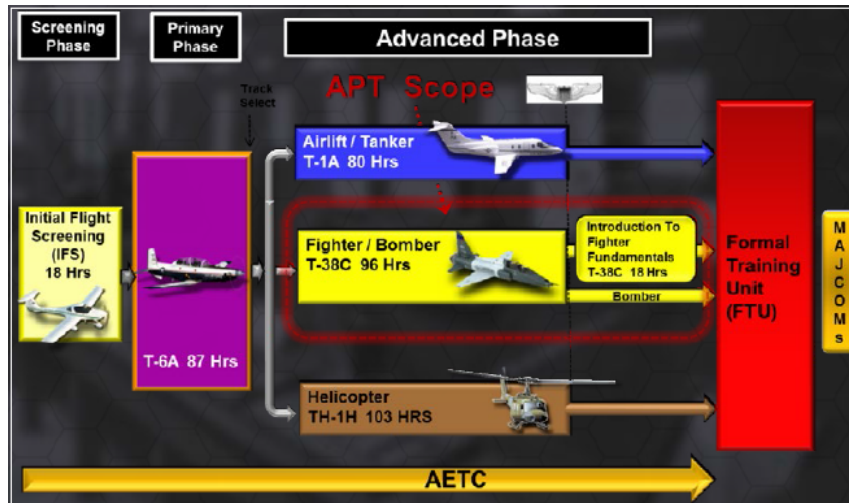 Screening
Phase
Primary
Phase
Advanced Phase
Track
Select
APT Scope
Airlift / Tanker
T-1A 80 Hrs
Initial Flight
Screening
(IFS)
18 Hrs
T-6A 87 Hrs
Fighter / Bomber
T-38C 96 Hrs
Introduction To
Fighter
Fundamentals
T-38C 18 Hrs
Bomber
Helicopter
TH-1H 103 HRS
Formal
Training
Unit
(FTU)
MAJCOMs
AETC